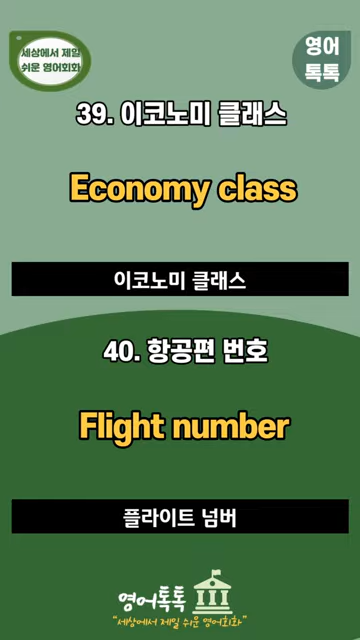 세상에서 제일
쉬운 영어회화
영어
톡톡
39. 이코노미 클래스
Economy class
이코노미 클래스
40. 항공편 번호
Flight number
플라이트 넘버
영어톡톡
"세상에서 제일 쉬운 영어회화"